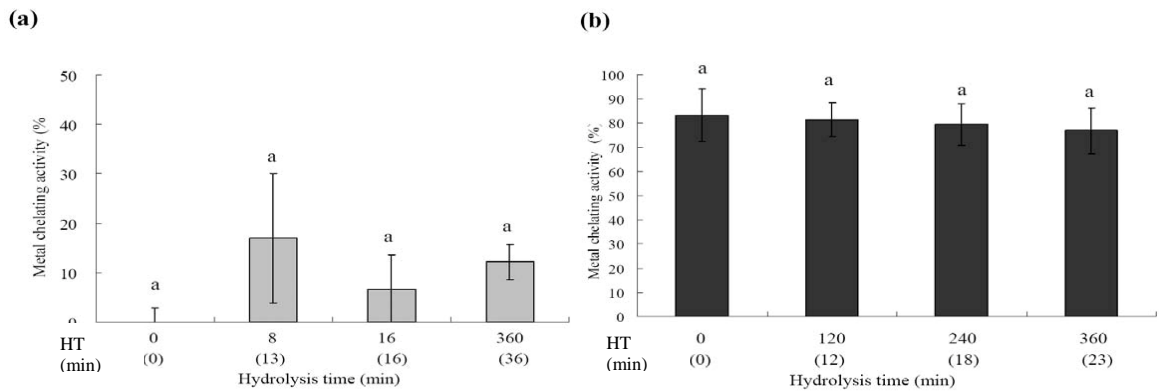 (a)
Metal chelating activity (%
50
40
30
20
10
0
a
a
a
a
HT
(min)
0
8
16
360
(0)
(13)
(16)
(36)
Hydrolysis time (min)
(b)
Metal chelating activity (%)
100
90
80
70
60
50
40
30
20
10
0
a
a
a
a
HT
(min)
0
120
240
360
(0)
(12)
(18)
(23)
Hydrolysis time (min)